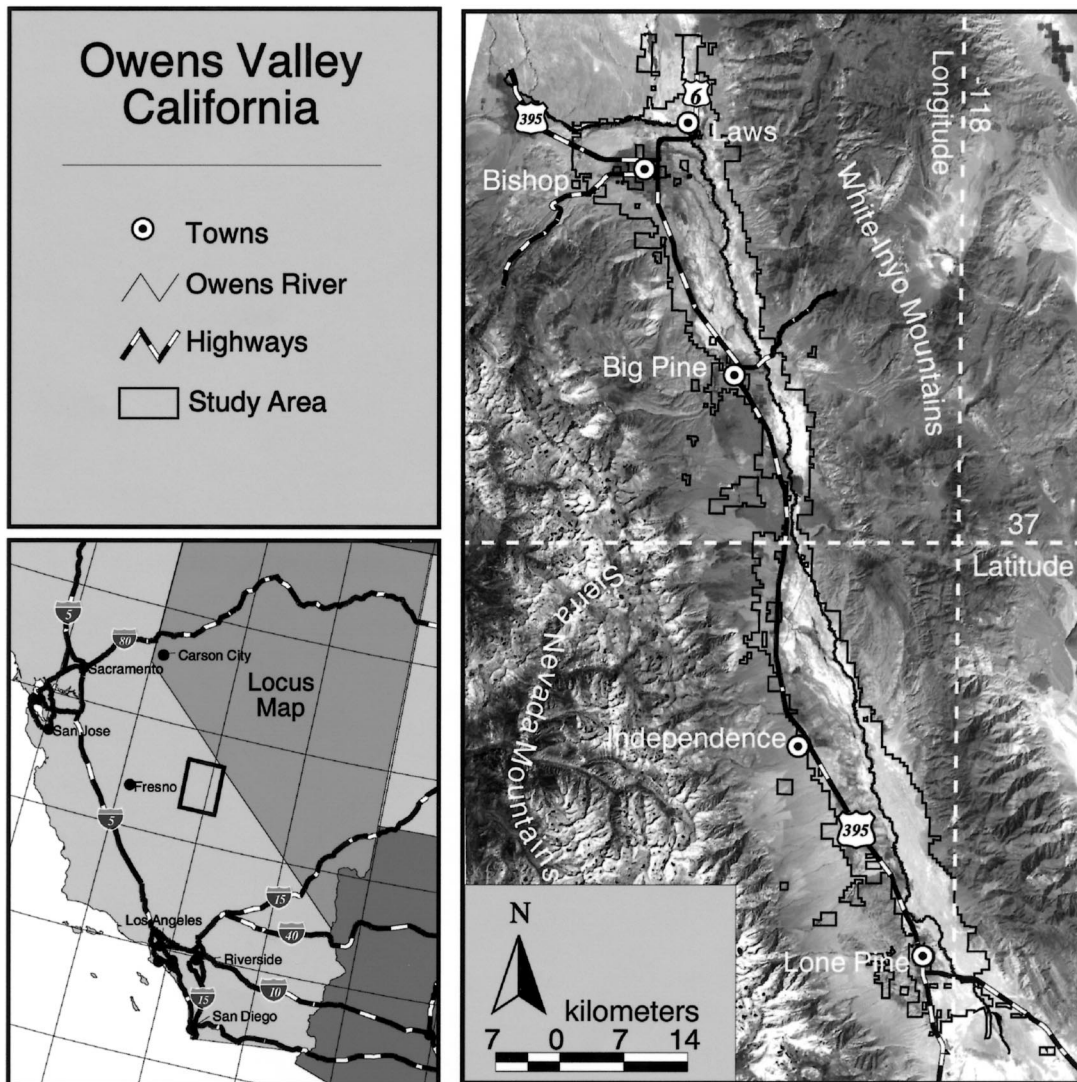 Owens Valley
California
Towns
Owens River
Highways
Study Area
5
80
Carson City
Sacramento
Locus
Map
San Jose
Fresno
5
15
Los Angeles
40
Riverside
10
15
San Diego
395
6
Laws
Bishop
Longitude
-118
White-Inyo Mountains
Big Pine
37
Latitude
Sierra Nevada Mountains
Independence
395
Lone Pine
N
kilometers
7 0 7 14